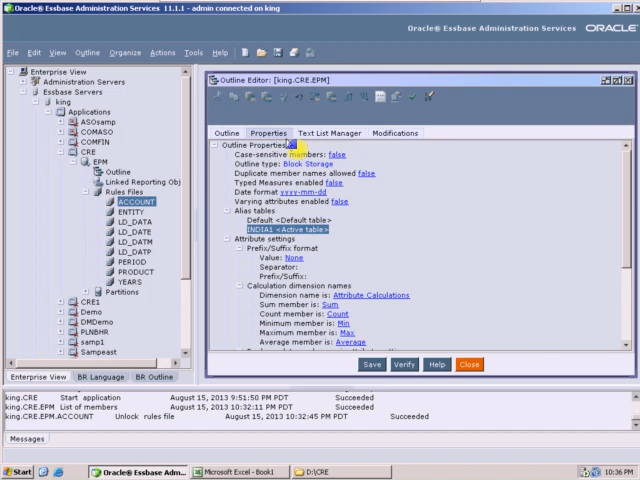 Oracle® Essbase Administration Services 11.1.1 - admin connected on king
Oracle® Essbase Administration Services ORACLE
File Edit View Outline Organize Actions Tools Help
Enterprise View
Administration Servers
Essbase Servers
king
Applications
ASOsamp
COMASO
COMFIN
CRE
EPM
Outline
Linked Reporting Obj
Rules Files
ACCOUNT
ENTITY
LD_DATA
LD_DATE
LD_DATM
LD_DATP
PERIOD
PRODUCT
YEARS
Partitions
CRE1
Demo
DMDemo
PLNBHR
samp1
Sampeast
Enterprise View BR Language BR Outline
Outline Editor: [king.CRE.EPM]
Outline Properties Text List Manager Modifications
Outline Properties
Case-sensitive members: false
Outline type: Block Storage
Duplicate member names allowed false
Typed Measures enabled false
Date format yyyy-mm-dd
Varying attributes enabled false
Alias tables
Default <Default table>
INDIA1 <Active table>
Attribute settings
Prefix/Suffix format
Value: None
Separator:
Prefix/Suffix:
Calculation dimension names
Dimension name is: Attribute Calculations
Sum member is: Sum
Count member is: Count
Minimum member is: Min
Maximum member is: Max
Average member is: Average
Save Verify Help Close
king.CRE Start application August 15, 2013 9:51:50 PM PDT Succeeded
king.CRE.EPM List of members August 15, 2013 10:32:11 PM PDT Succeeded
king.CRE.EPM.ACCOUNT Unlock rules file August 15, 2013 10:32:45 PM PDT Succeeded
Messages
Start Oracle® Essbase Adm... Microsoft Excel - Book1 D:\CRE 10:36 PM